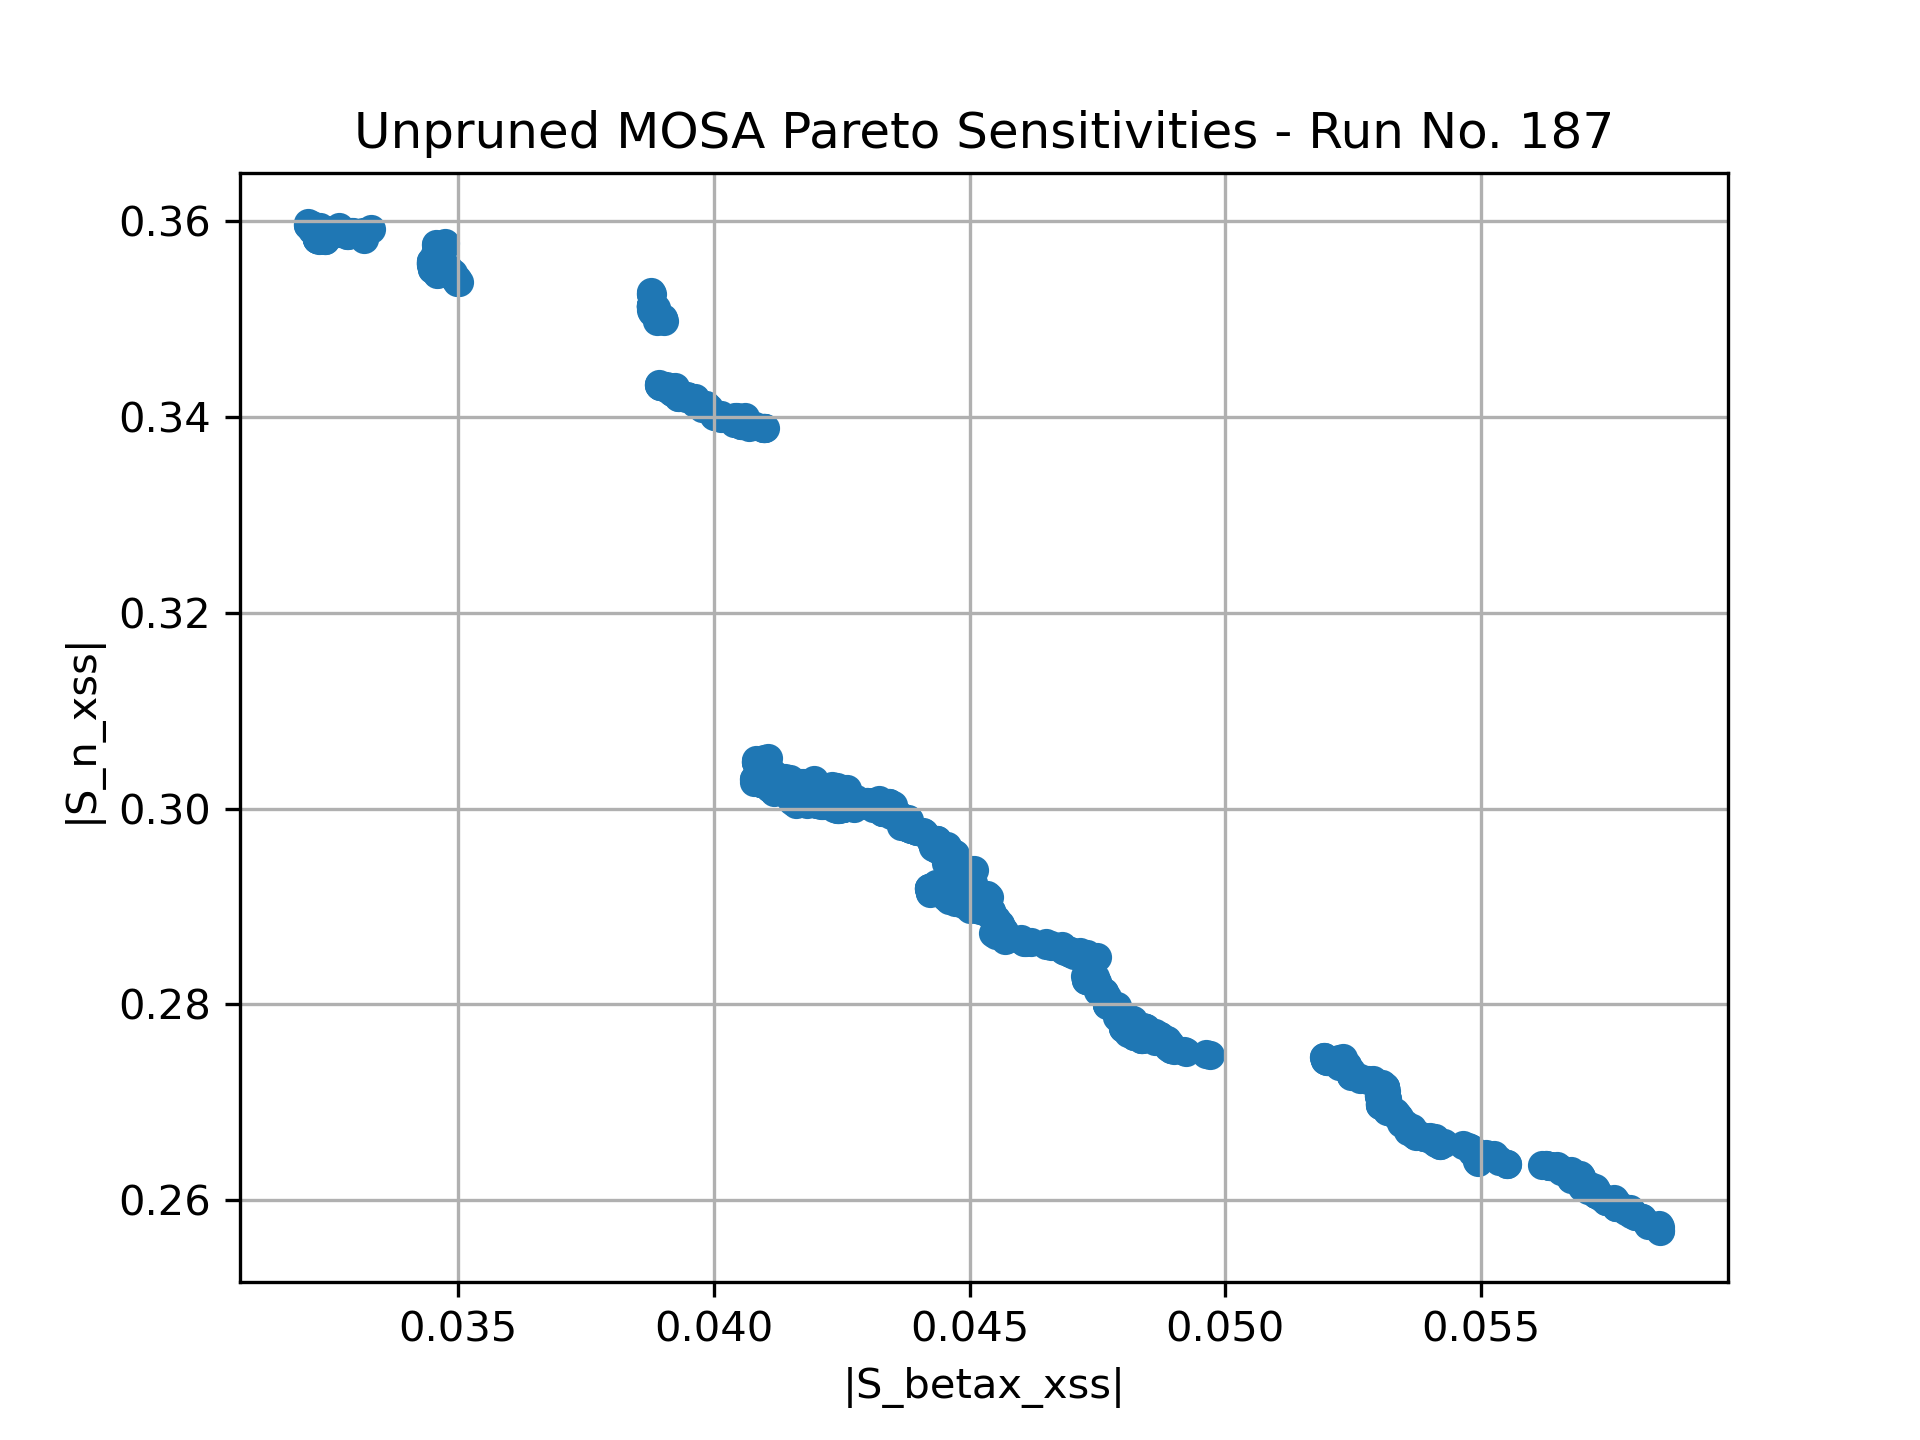 Unpruned MOSA Pareto Sensitivities - Run No. 187
|S_n_xss|
0.36
0.34
0.32
0.30
0.28
0.26
0.035 0.040 0.045 0.050 0.055
|S_betax_xss|